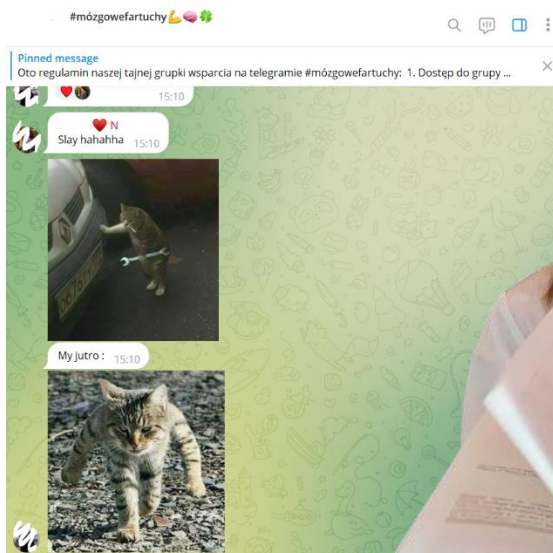 #mózgowefartuchy💪🧠🍀
Pinned message
Oto regulamin naszej tajnej grupki wsparcia na telegramie #mózgowefartuchy: 1. Dostęp do grupy ...
15:10
N
Slay hahahha 15:10
My jutro : 15:10